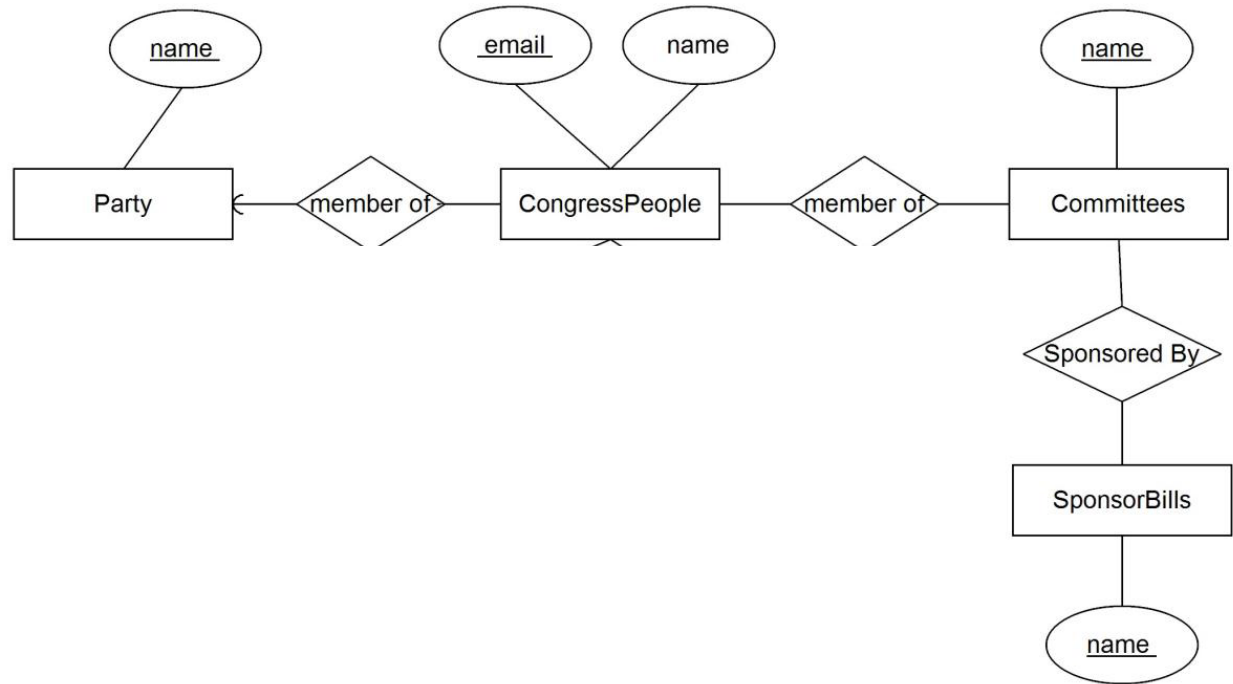 name
email
name
name
Party
member of
CongressPeople
member of
Committees
Sponsored By
SponsorBills
name